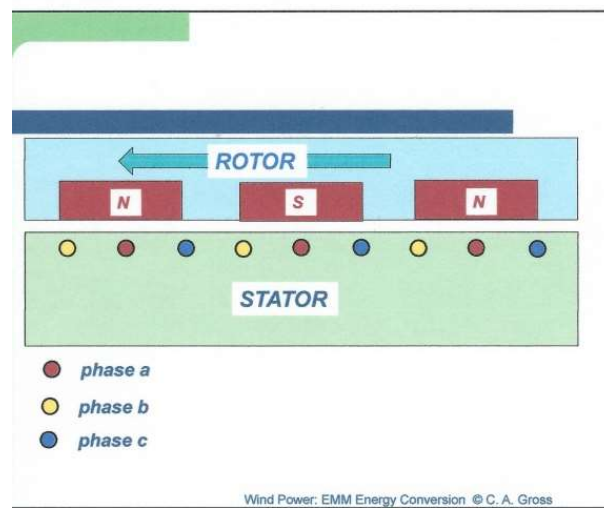 ROTOR
N S N
STATOR
phase a
phase b
phase c
Wind Power: EMM Energy Conversion © C. A. Gross